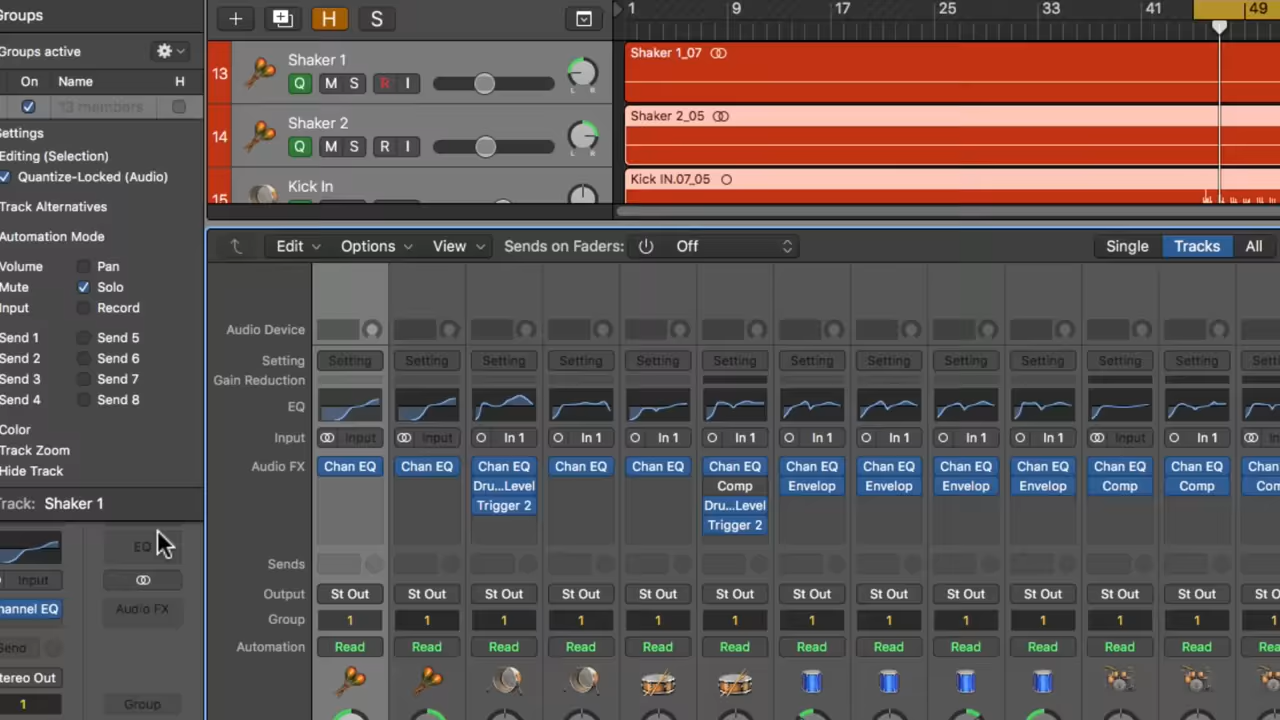 Groups
Groups active
On Name H
13 members
Settings
Editing (Selection)
Quantize-Locked (Audio)
Track Alternatives
Automation Mode
Volume Pan
Mute Solo
Input Record
Send 1 Send 5
Send 2 Send 6
Send 3 Send 7
Send 4 Send 8
Color
Track Zoom
Hide Track
Track: Shaker 1
EQ
Input
Channel EQ Audio FX
Send
Stereo Out
1 Group
+ H S
1 9 17 25 33 41 49
13 Shaker 1
Q M S R I
L R
Shaker 1_07
14 Shaker 2
Q M S R I
L R
Shaker 2_05
15 Kick In
Kick IN.07_05
Edit Options View Sends on Faders: Off Single Tracks All
Audio Device
Setting Setting Setting Setting Setting Setting Setting Setting Setting Setting Setting Setting Setting
Gain Reduction
EQ
Input Input Input In 1 In 1 In 1 In 1 In 1 In 1 In 1 In 1 Input In 1
Audio FX Chan EQ Chan EQ Chan EQ Chan EQ Chan EQ Chan EQ Chan EQ Chan EQ Chan EQ Chan EQ Chan EQ Chan EQ Chan
Dru...Level Comp Envelop Envelop Envelop Envelop Comp Comp Com
Trigger 2 Dru...Level
Trigger 2
Sends
Output St Out St Out St Out St Out St Out St Out St Out St Out St Out St Out St Out St Out St O
Group 1 1 1 1 1 1 1 1 1 1 1 1 1
Automation Read Read Read Read Read Read Read Read Read Read Read Read Rea